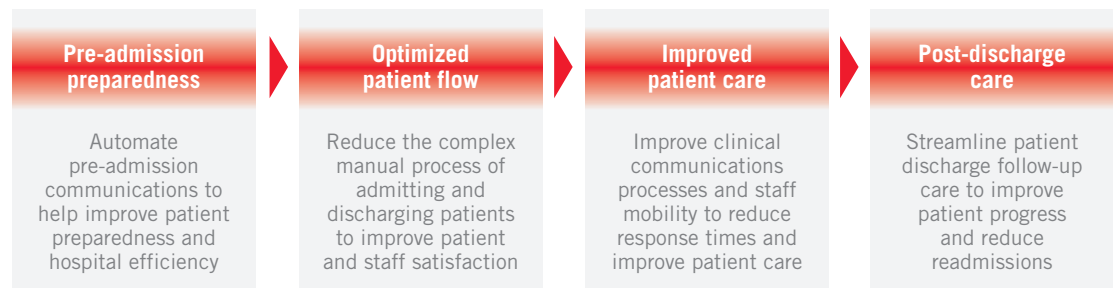 Pre-admission
preparedness
Automate
pre-admission
communications to
help improve patient
preparedness and
hospital efficiency
Optimized
patient flow
Reduce the complex
manual process of
admitting and
discharging patients
to improve patient
and staff satisfaction
Improved
patient care
Improve clinical
communications
processes and staff
mobility to reduce
response times and
improve patient care
Post-discharge
care
Streamline patient
discharge follow-up
care to improve
patient progress
and reduce
readmissions